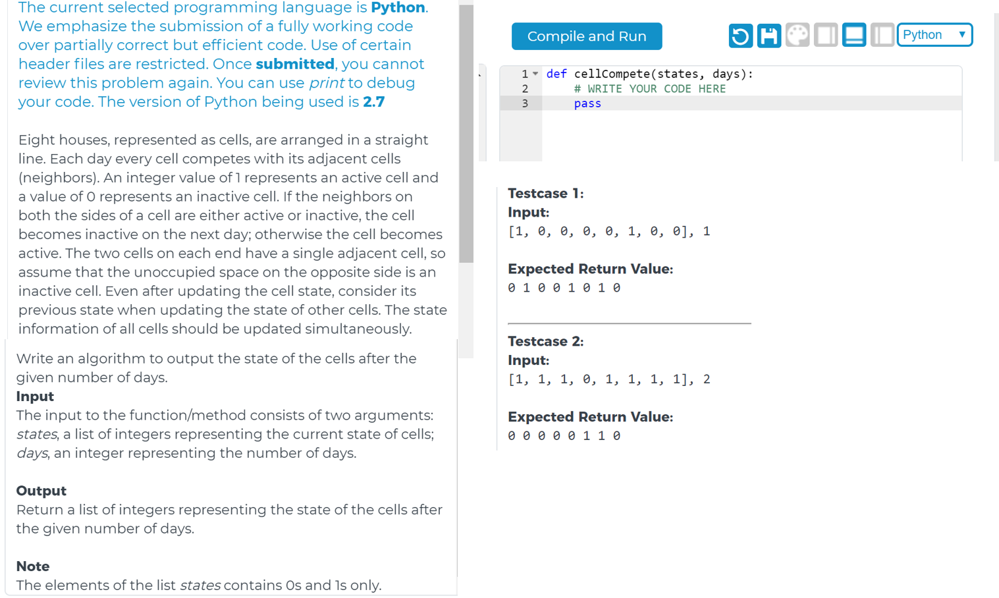 The current selected programming language is Python.
We emphasize the submission of a fully working code
over partially correct but efficient code. Use of certain
header files are restricted. Once submitted, you cannot
review this problem again. You can use print to debug
your code. The version of Python being used is 2.7
Eight houses, represented as cells, are arranged in a straight
line. Each day every cell competes with its adjacent cells
(neighbors). An integer value of 1 represents an active cell and
a value of 0 represents an inactive cell. If the neighbors on
both the sides of a cell are either active or inactive, the cell
becomes inactive on the next day; otherwise the cell becomes
active. The two cells on each end have a single adjacent cell, so
assume that the unoccupied space on the opposite side is an
inactive cell. Even after updating the cell state, consider its
previous state when updating the state of other cells. The state
information of all cells should be updated simultaneously.
Write an algorithm to output the state of the cells after the
given number of days.
Input
The input to the function/method consists of two arguments:
states, a list of integers representing the current state of cells;
days, an integer representing the number of days.
Output
Return a list of integers representing the state of the cells after
the given number of days.
Note
The elements of the list states contains 0s and 1s only.
Compile and Run
Python
1 def cellCompete(states, days):
2 # WRITE YOUR CODE HERE
3 pass
Testcase 1:
Input:
[1, 0, 0, 0, 0, 1, 0, 0], 1
Expected Return Value:
0 1 0 0 1 0 1 0
Testcase 2:
Input:
[1, 1, 1, 0, 1, 1, 1, 1], 2
Expected Return Value:
0 0 0 0 0 1 1 0